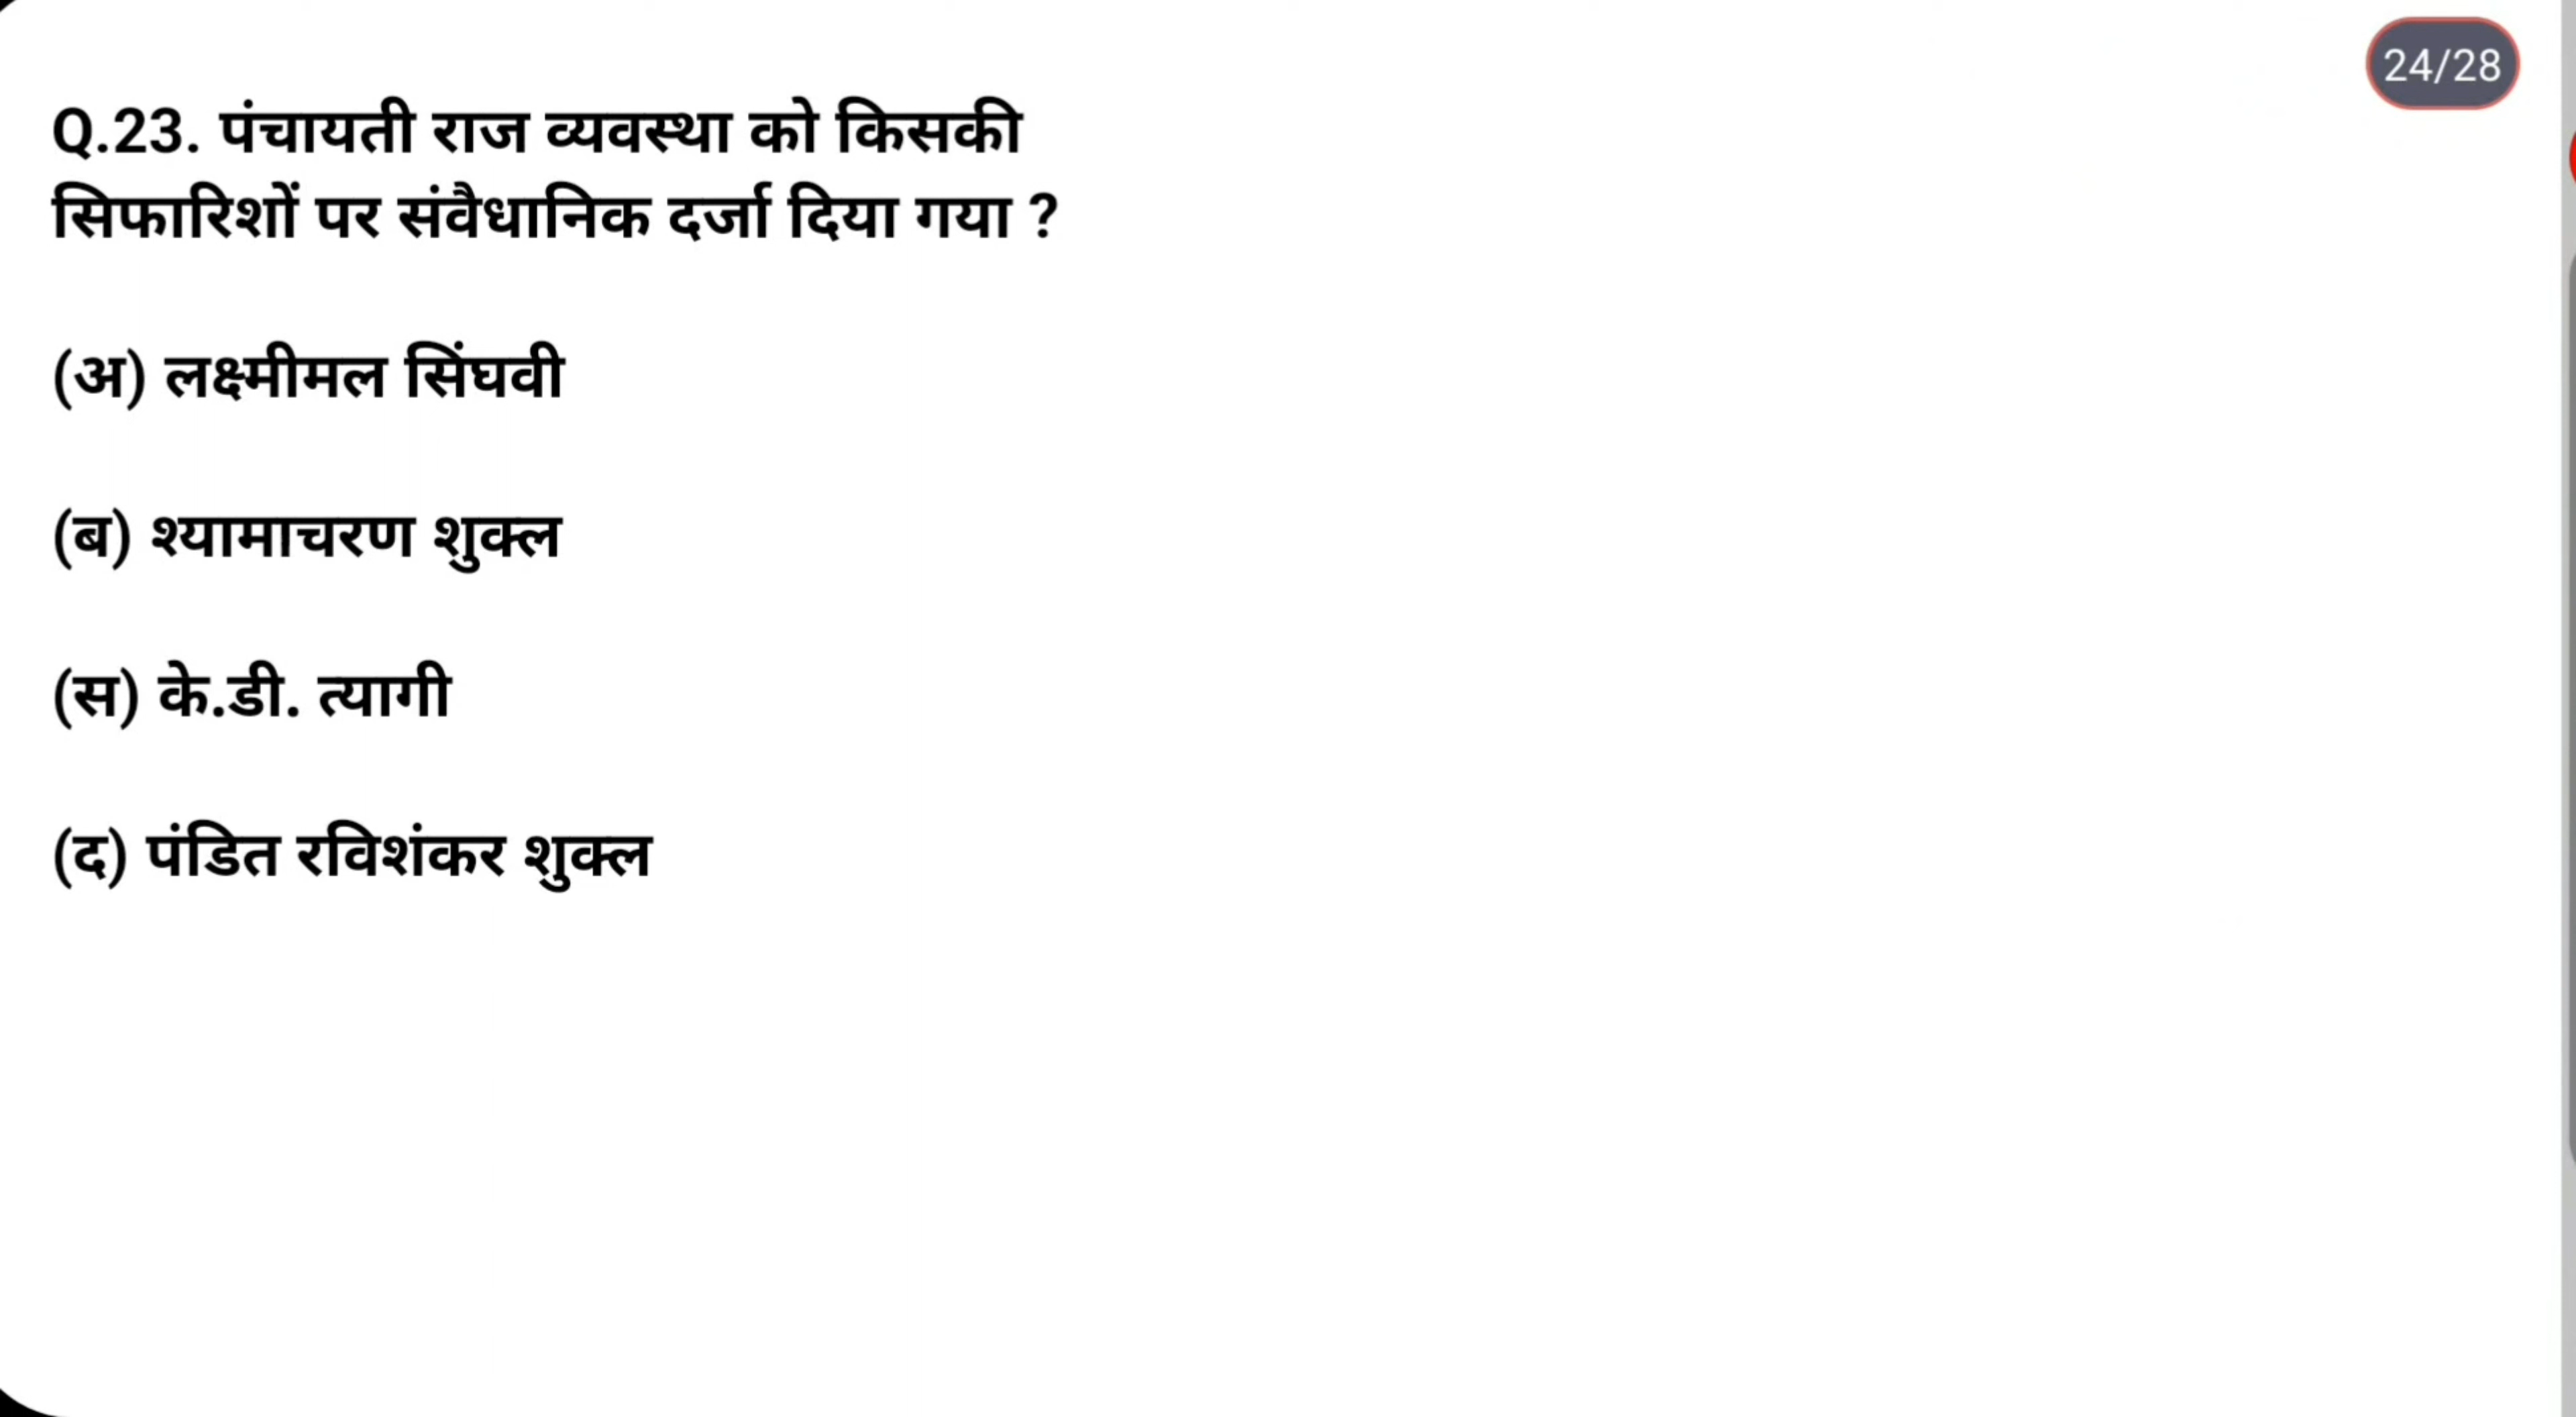 24/28
Q.23. पंचायती राज व्यवस्था को किसकी
सिफारिशों पर संवैधानिक दर्जा दिया गया ?
(अ) लक्ष्मीमल सिंघवी
(ब) श्यामाचरण शुक्ल
(स) के.डी. त्यागी
(द) पंडित रविशंकर शुक्ल